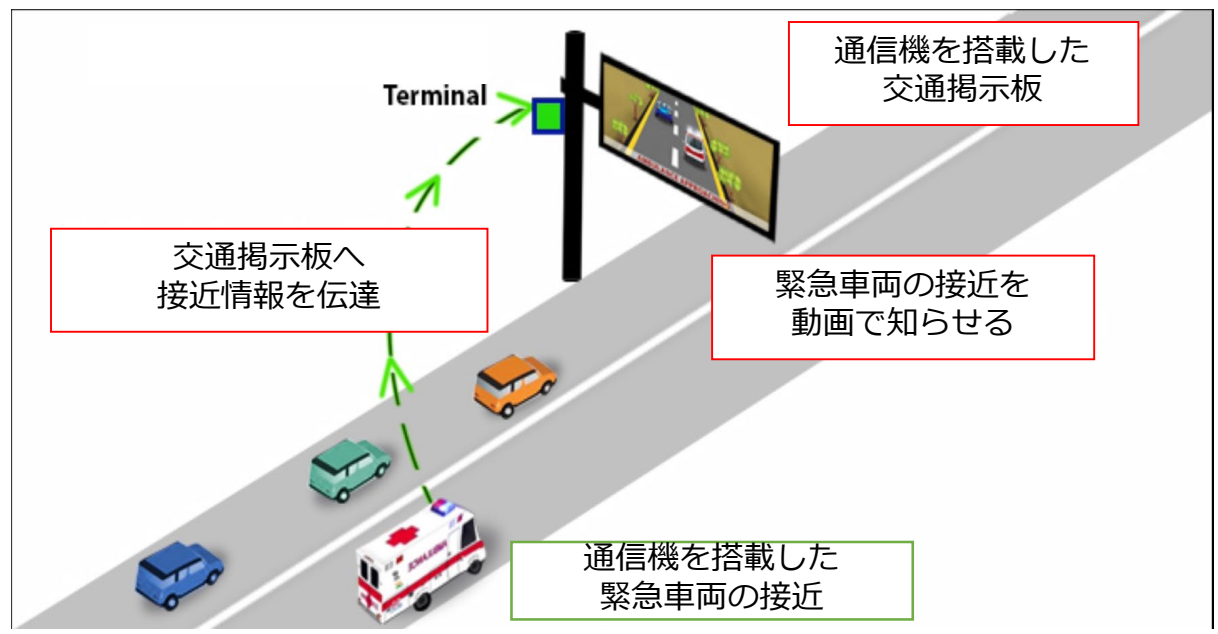 通信機を搭載した
交通掲示板
Terminal
AMBULANCE APPROACHING
交通掲示板へ
接近情報を伝達
緊急車両の接近を
動画で知らせる
AMBULANCE
通信機を搭載した
緊急車両の接近